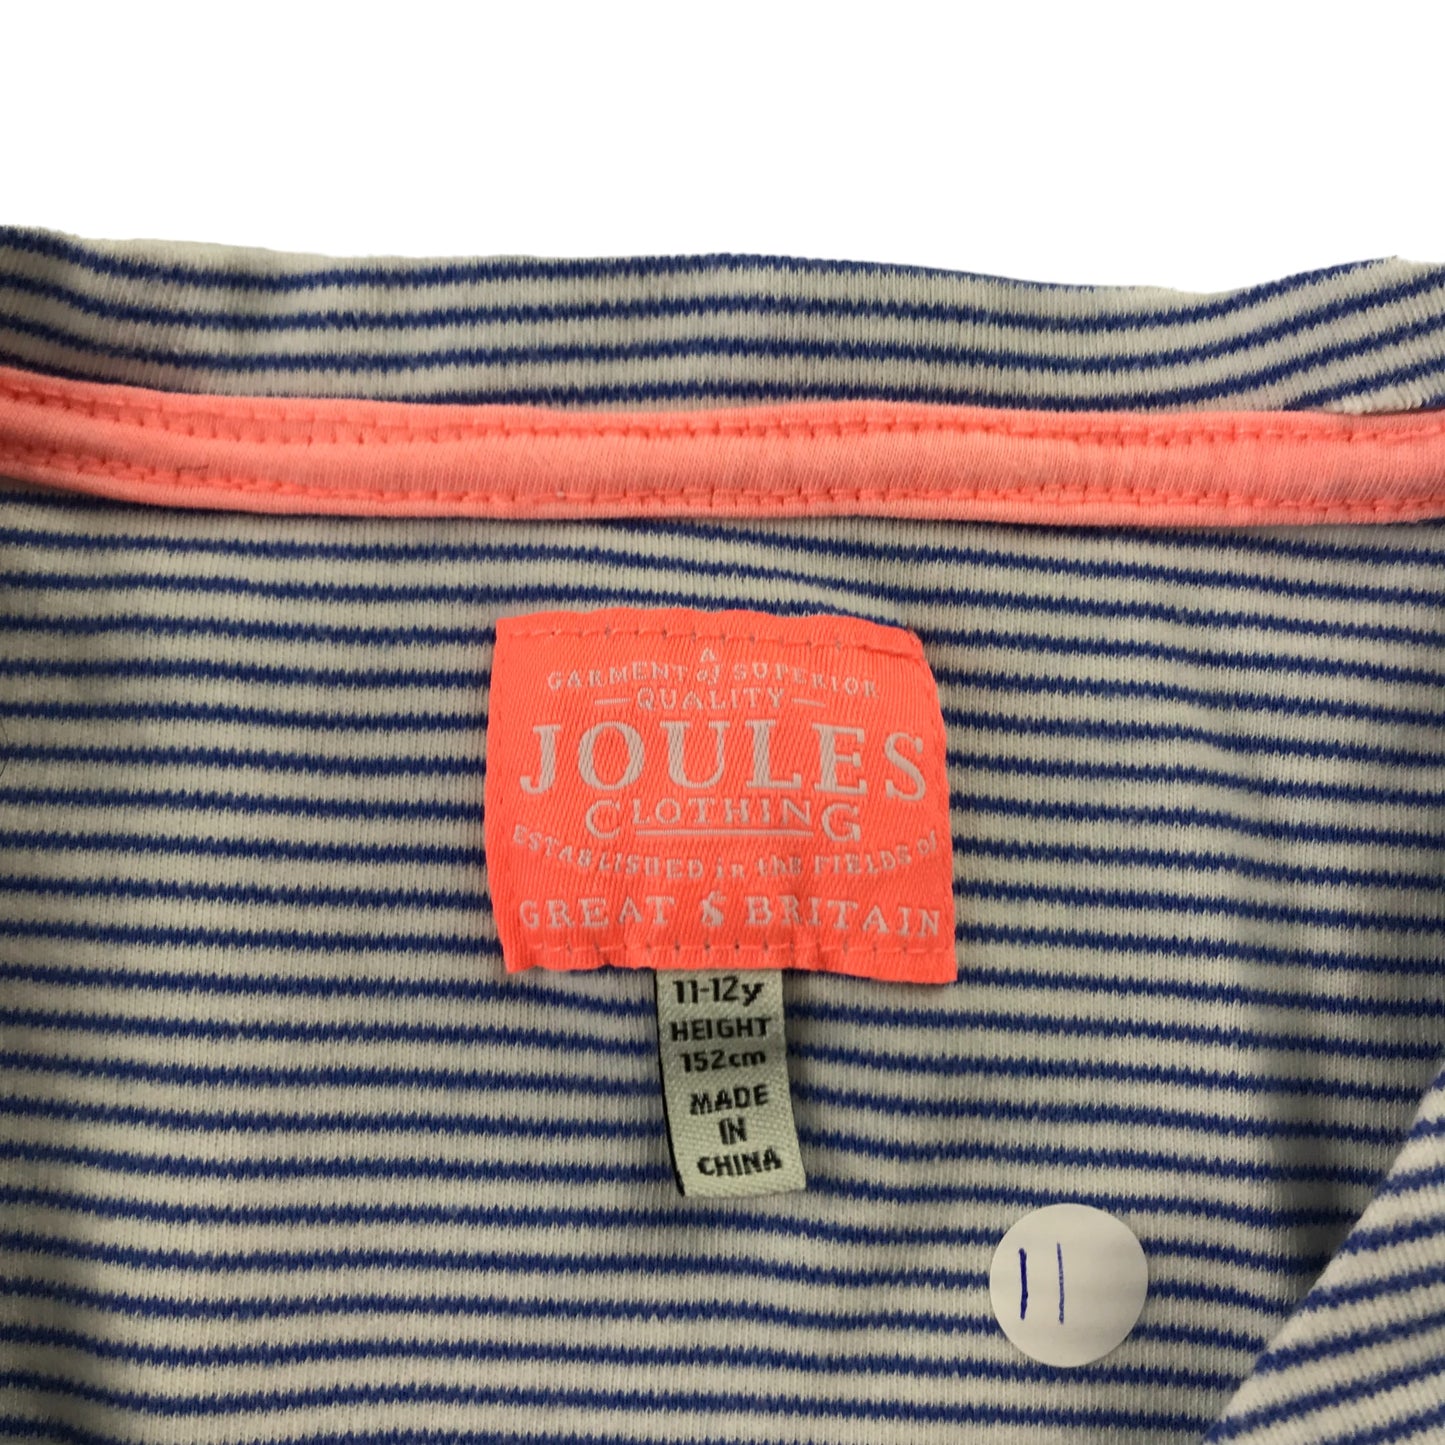 A
GARMENT of SUPERIOR
QUALITY
JOULES
CLOTHING
ESTABLISHED in the FIELDS OF
GREAT & BRITAIN
11-12y
HEIGHT
152cm
MADE
IN
CHINA
11